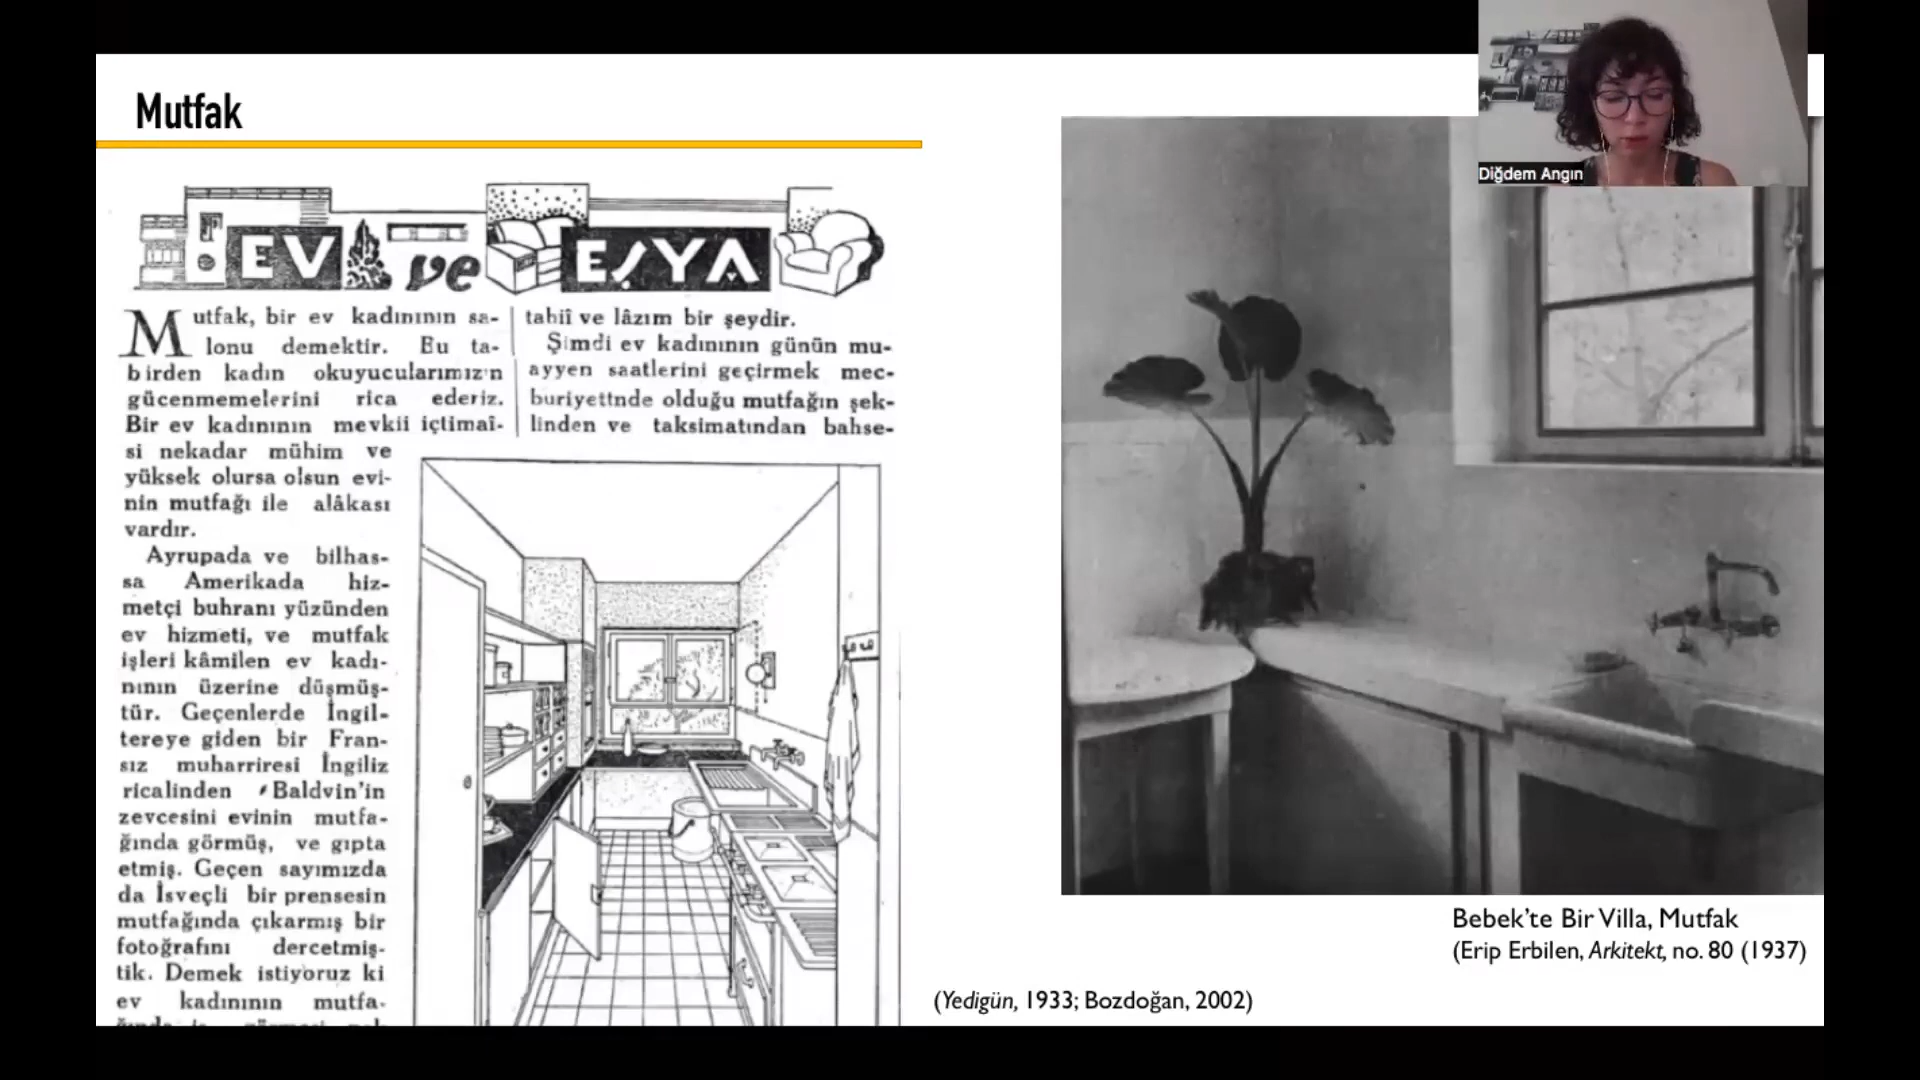 Mutfak
EV ve EŞYA
Mutfak, bir ev kadınının sa-
lonu demektir. Bu ta-
birden kadın okuyucularımız'n
gücenmemelerini rica ederiz.
Bir ev kadınının mevkii içtimaî-
si nekadar mühim ve
yüksek olursa olsun evi-
nin mutfağı ile alâkası
vardır.
Ayrupada ve bilhas-
sa Amerikada hiz-
metçi buhranı yüzünden
ev hizmeti, ve mutfak
işleri kâmilen ev kadı-
nının üzerine düşmüş-
tür. Geçenlerde İngil-
tereye giden bir Fran-
sız muharriresi İngiliz
ricalinden Baldvin'in
zevcesini evinin mutfa-
ğında görmüş, ve gıpta
etmiş. Geçen sayımızda
da İsveçli bir prensesin
mutfağında çıkarmış bir
fotoğrafını dercetmiş-
tik. Demek istiyoruz ki
ev kadınının mutfa-
tabiî ve lâzım bir şeydir.
Şimdi ev kadınının günün mu-
ayyen saatlerini geçirmek mec-
buriyettnde olduğu mutfağın şek-
linden ve taksimatından bahse-
(Yedigün, 1933; Bozdoğan, 2002)
Diğdem Angın
Bebek'te Bir Villa, Mutfak
(Erip Erbilen, Arkitekt, no. 80 (1937)